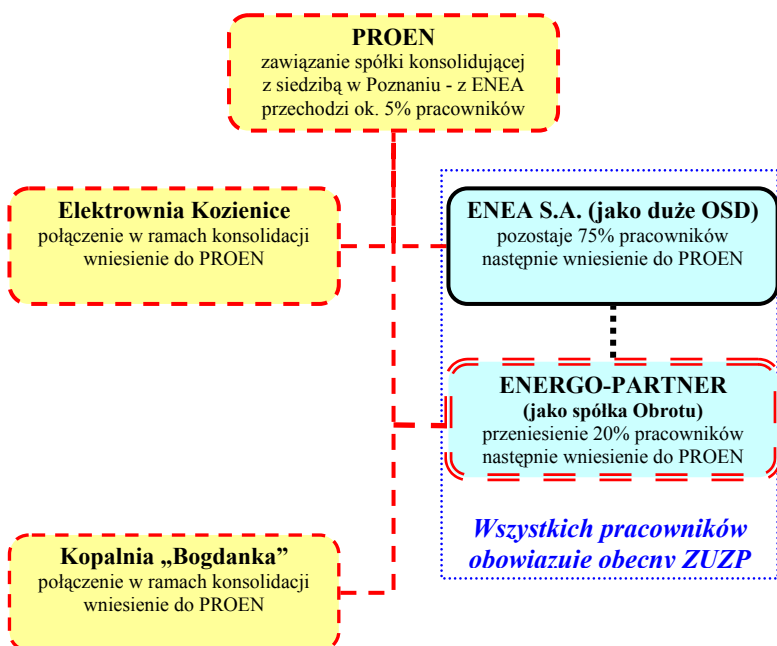 PROEN
zawiązanie spółki konsolidującej
z siedzibą w Poznaniu - z ENEA
przechodzi ok. 5% pracowników
Elektrownia Kozienice
połączenie w ramach konsolidacji
wniesienie do PROEN
ENEA S.A. (jako duże OSD)
pozostaje 75% pracowników
następnie wniesienie do PROEN
ENERGO-PARTNER
(jako spółka Obrotu)
przeniesienie 20% pracowników
następnie wniesienie do PROEN
Wszystkich pracowników
obowiazuie obecny ZUZP
Kopalnia „Bogdanka”
połączenie w ramach konsolidacji
wniesienie do PROEN